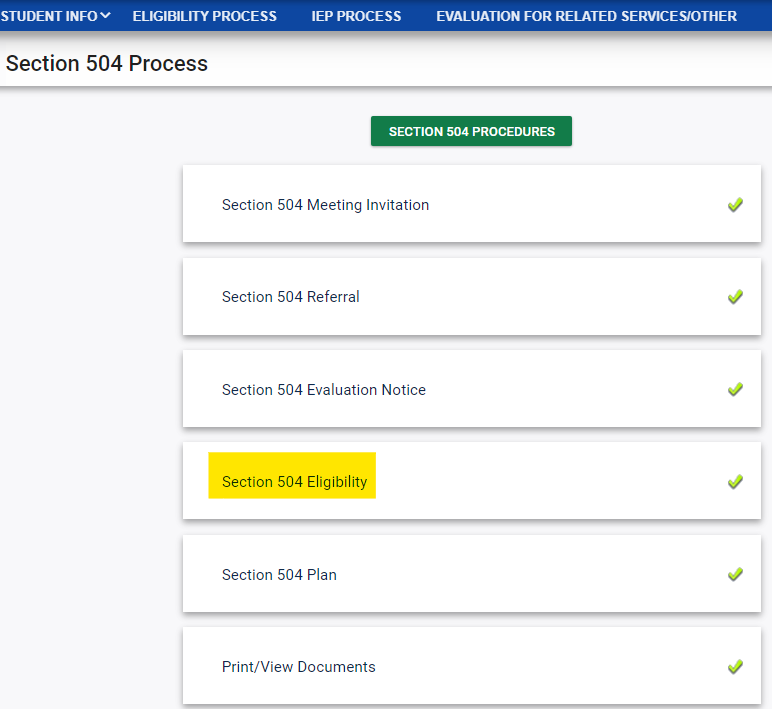 STUDENT INFO ELIGIBILITY PROCESS IEP PROCESS EVALUATION FOR RELATED SERVICES/OTHER
Section 504 Process
SECTION 504 PROCEDURES
Section 504 Meeting Invitation
Section 504 Referral
Section 504 Evaluation Notice
Section 504 Eligibility
Section 504 Plan
Print/View Documents